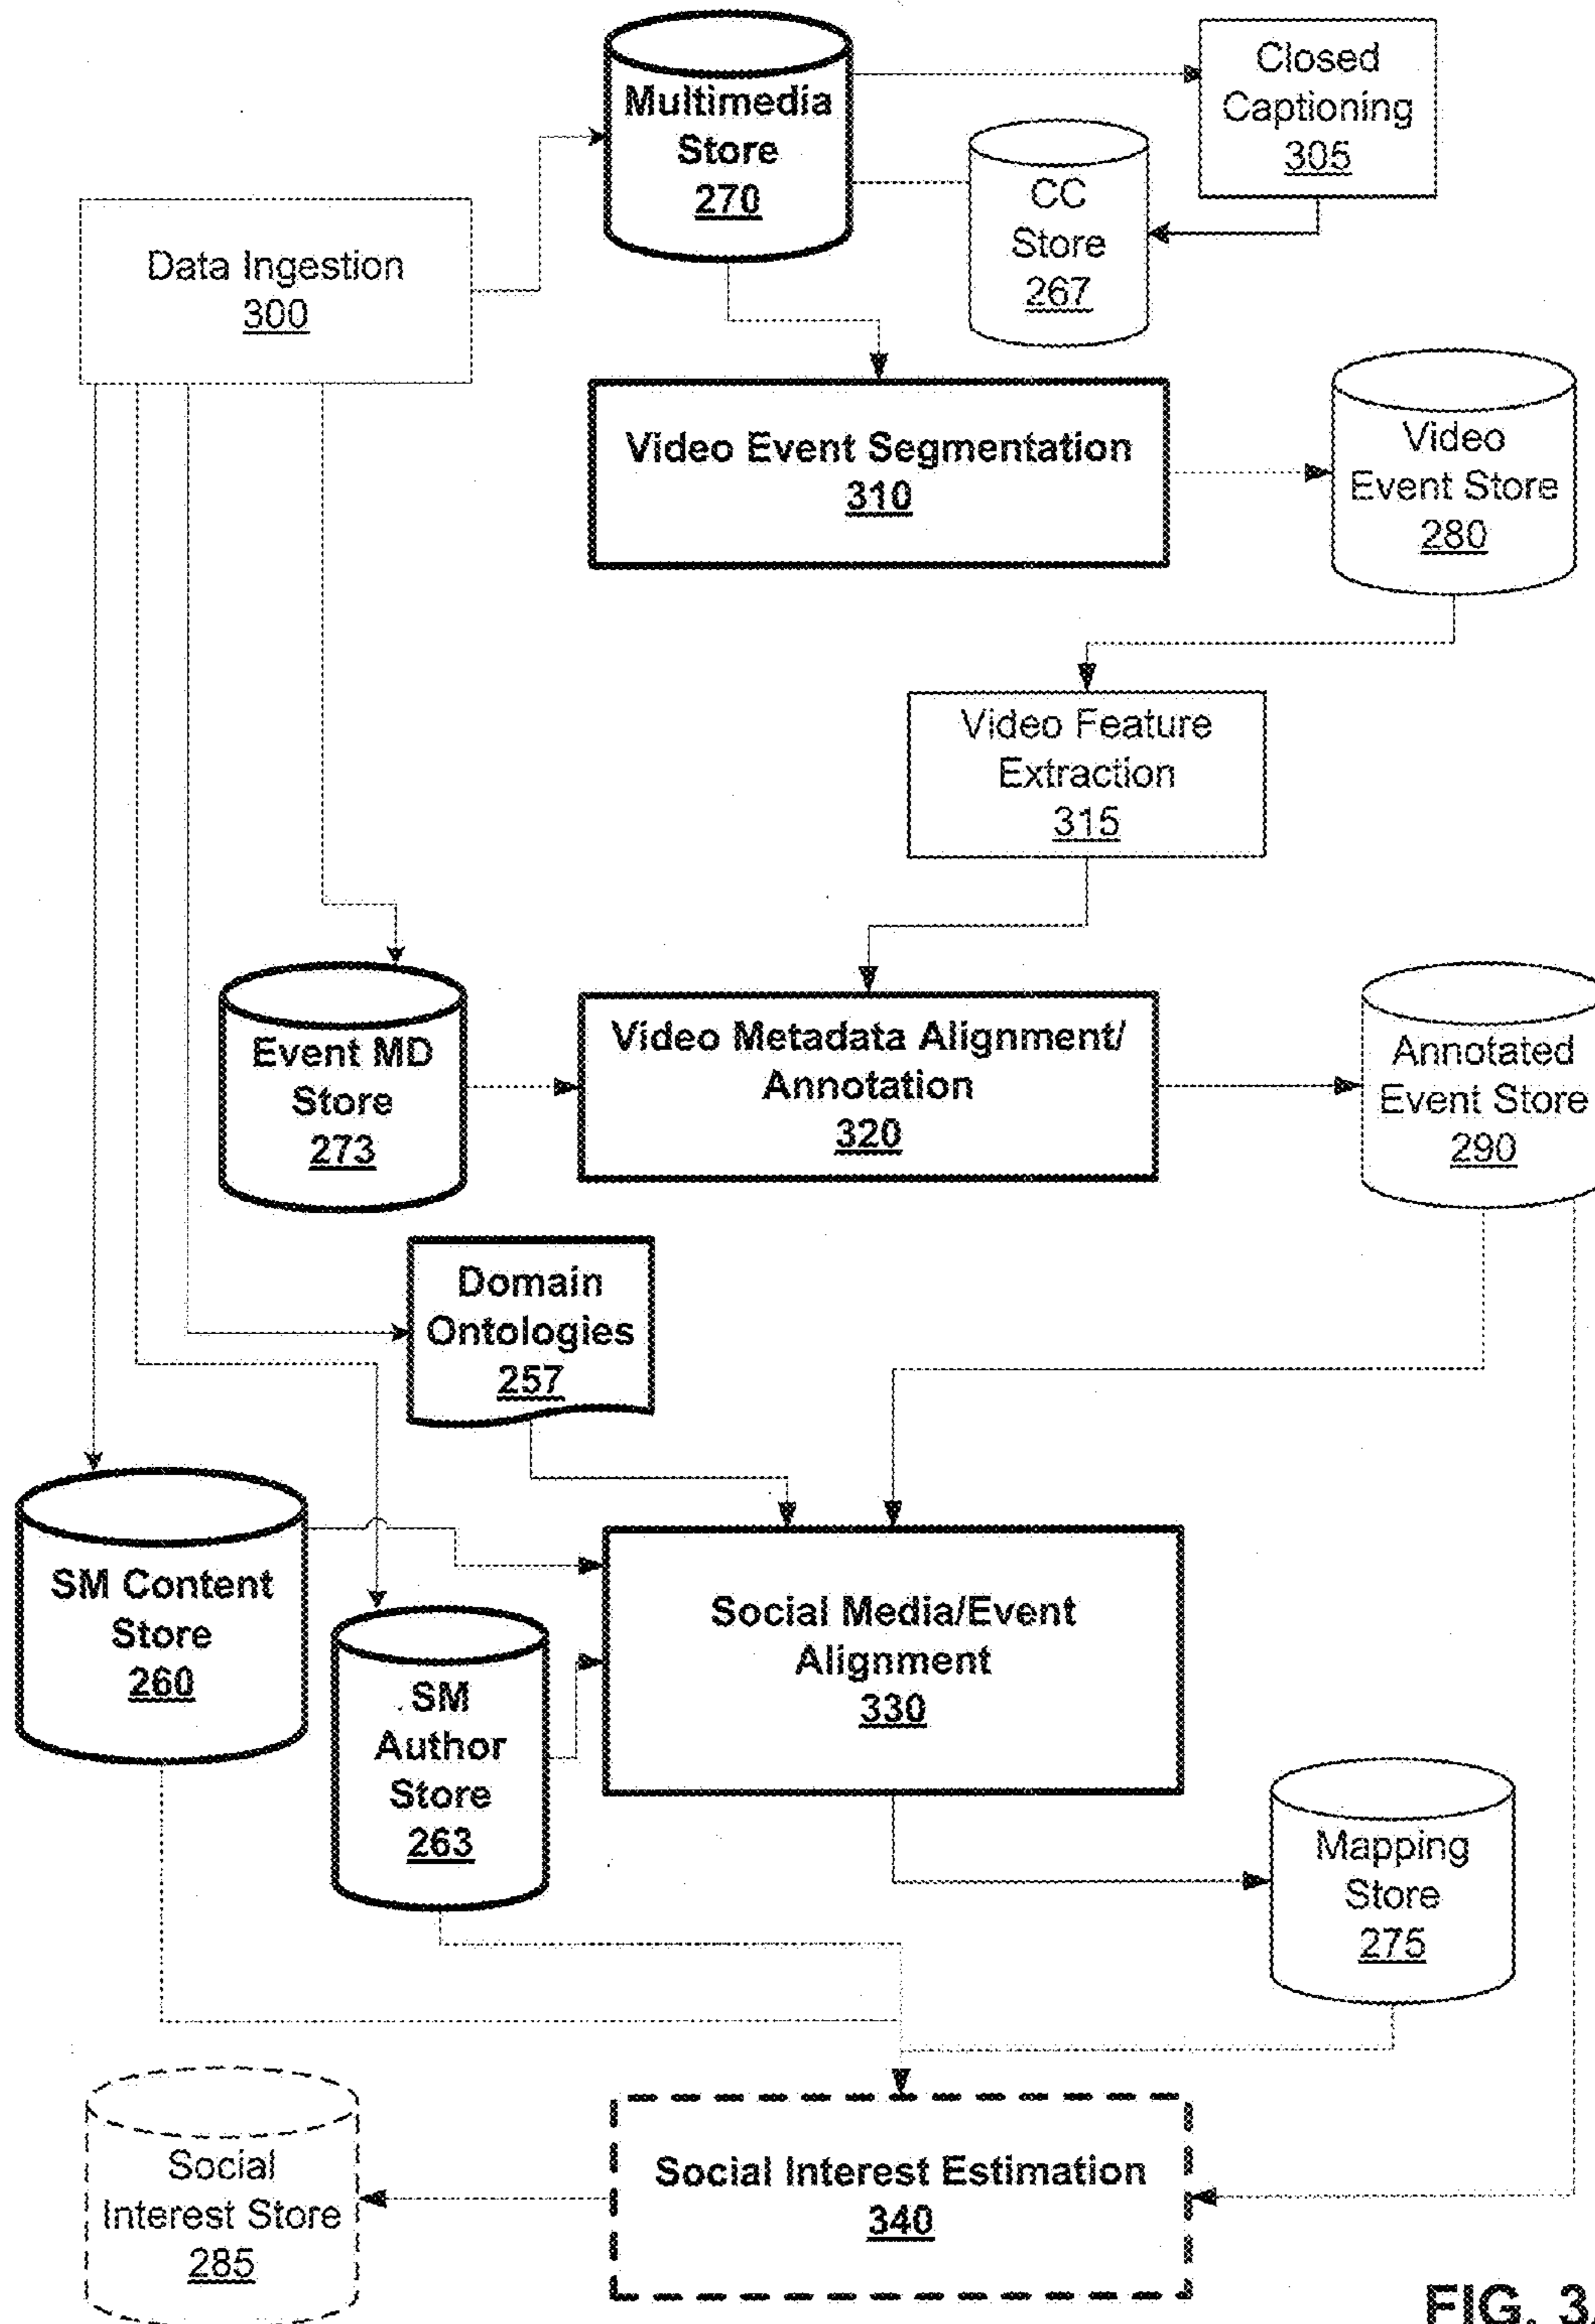 Multimedia
Store
270
Closed
Captioning
305
CC
Store
267
Data Ingestion
300
Video Event Segmentation
310
Video
Event Store
280
Video Feature
Extraction
315
Event MD
Store
273
Video Metadata Alignment/
Annotation
320
Annotated
Event Store
290
Domain
Ontologies
257
SM Content
Store
260
SM
Author
Store
263
Social Media/Event
Alignment
330
Mapping
Store
275
Social
Interest Store
285
Social Interest Estimation
340
FIG. 3